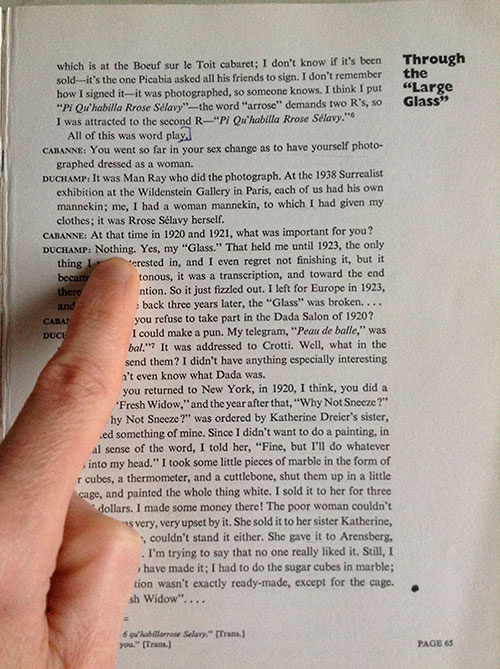 which is at the Boeuf sur le Toit cabaret; I don't know if it's been
sold—it's the one Picabia asked all his friends to sign. I don't remember
how I signed it—it was photographed, so someone knows. I think I put
"Pi Qu'habilla Rrose Sélavy"—the word "arrose" demands two R's, so
I was attracted to the second R—"Pi Qu'habilla Rrose Sélavy."⁶
All of this was word play.
CABANNE: You went so far in your sex change as to have yourself photo-
graphed dressed as a woman.
DUCHAMP: It was Man Ray who did the photograph. At the 1938 Surrealist
exhibition at the Wildenstein Gallery in Paris, each of us had his own
mannekin; me, I had a woman mannekin, to which I had given my
clothes; it was Rrose Sélavy herself.
CABANNE: At that time in 1920 and 1921, what was important for you?
DUCHAMP: Nothing. Yes, my "Glass." That held me until 1923, the only
thing I erested in, and I even regret not finishing it, but it
becam tonous, it was a transcription, and toward the end
there ntion. So it just fizzled out. I left for Europe in 1923,
and back three years later, the "Glass" was broken. . . .
CABA you refuse to take part in the Dada Salon of 1920?
DUCH I could make a pun. My telegram, "Peau de balle," was
bal."? It was addressed to Crotti. Well, what in the
send them? I didn't have anything especially interesting
n't even know what Dada was.
you returned to New York, in 1920, I think, you did a
"Fresh Widow," and the year after that, "Why Not Sneeze?"
hy Not Sneeze?" was ordered by Katherine Dreier's sister,
ed something of mine. Since I didn't want to do a painting, in
al sense of the word, I told her, "Fine, but I'll do whatever
into my head." I took some little pieces of marble in the form of
r cubes, a thermometer, and a cuttlebone, shut them up in a little
cage, and painted the whole thing white. I sold it to her for three
dollars. I made some money there! The poor woman couldn't
as very, very upset by it. She sold it to her sister Katherine,
, couldn't stand it either. She gave it to Arensberg,
. I'm trying to say that no one really liked it. Still, I
have made it; I had to do the sugar cubes in marble;
tion wasn't exactly ready-made, except for the cage.
sh Widow". . . .
6 qu'habillarrose Selavy." [Trans.]
you." [Trans.]
Through
the
"Large
Glass"
PAGE 65